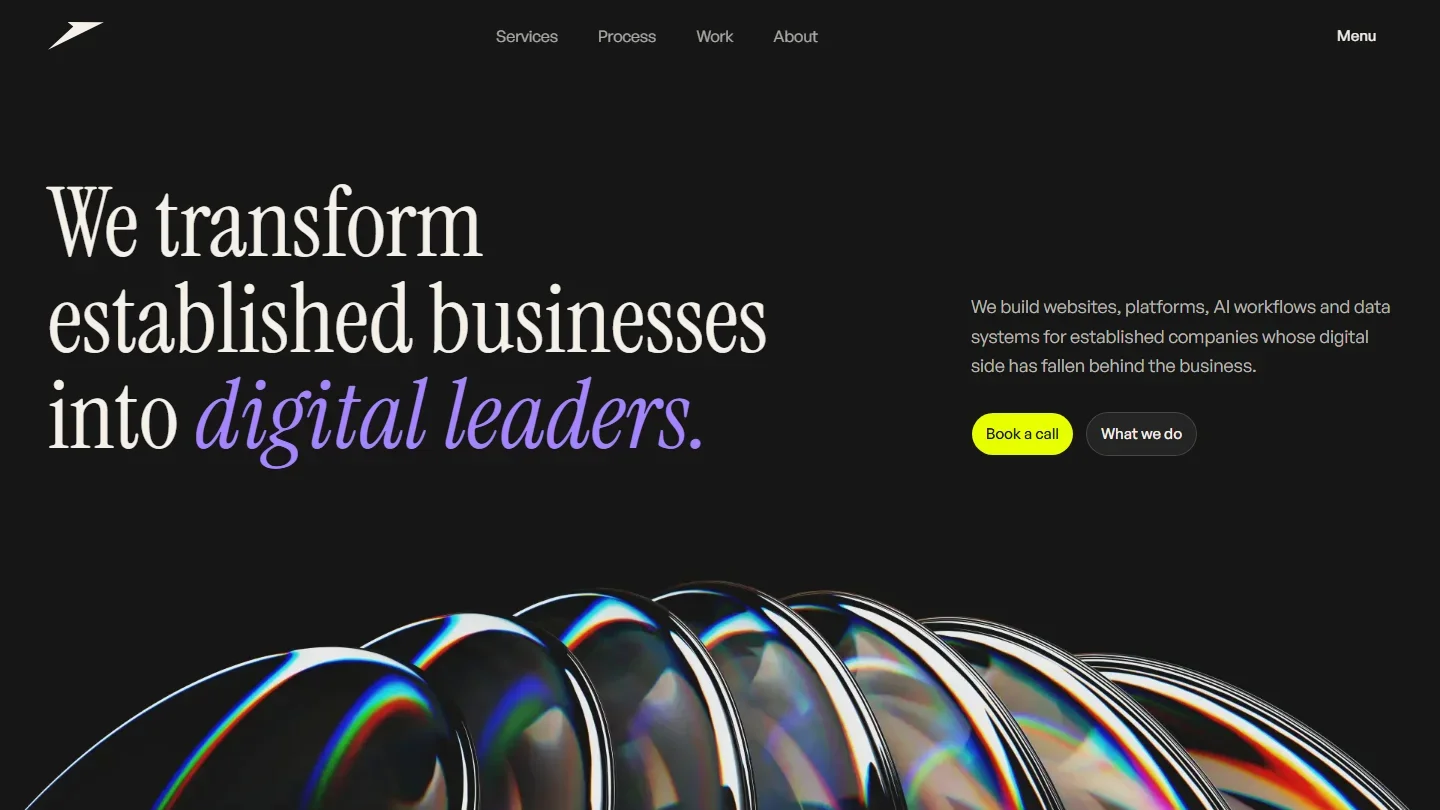 Services
Process
Work
About
Menu
We transform
established businesses
into digital leaders.
We build websites, platforms, AI workflows and data
systems for established companies whose digital
side has fallen behind the business.
Book a call
What we do